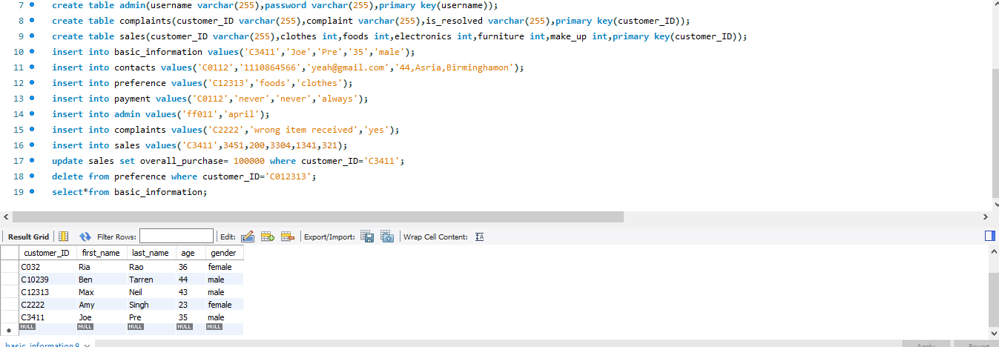 7 create table admin(username varchar(255),password varchar(255),primary key(username));
8 create table complaints(customer_ID varchar(255),complaint varchar(255),is_resolved varchar(255),primary key(customer_ID));
9 create table sales(customer_ID varchar(255),clothes int,foods int,electronics int,furniture int,make_up int,primary key(customer_ID));
10 insert into basic_information values('C3411','Joe','Pre','35','male');
11 insert into contacts values('C0112','1110864566','yeah@gmail.com','44,Asria,Birminghamon');
12 insert into preference values('C12313','foods','clothes');
13 insert into payment values('C0112','never','never','always');
14 insert into admin values('ff011','april');
15 insert into complaints values('C2222','wrong item received','yes');
16 insert into sales values('C3411',3451,200,3304,1341,321);
17 update sales set overall_purchase= 100000 where customer_ID='C3411';
18 delete from preference where customer_ID='C012313';
19 select*from basic_information;
Result Grid Filter Rows: Edit: Export/Import: Wrap Cell Content: IA
customer_ID first_name last_name age gender
C032 Ria Rao 36 female
C10239 Ben Tarren 44 male
C12313 Max Neil 43 male
C2222 Amy Singh 23 female
C3411 Joe Pre 35 male
NULL NULL NULL NULL NULL
basic_information 9 Apply Revert